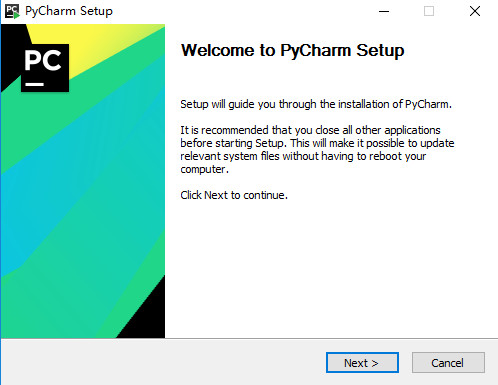 PC PyCharm Setup
PC
Welcome to PyCharm Setup
Setup will guide you through the installation of PyCharm.
It is recommended that you close all other applications
before starting Setup. This will make it possible to update
relevant system files without having to reboot your
computer.
Click Next to continue.
Next >
Cancel